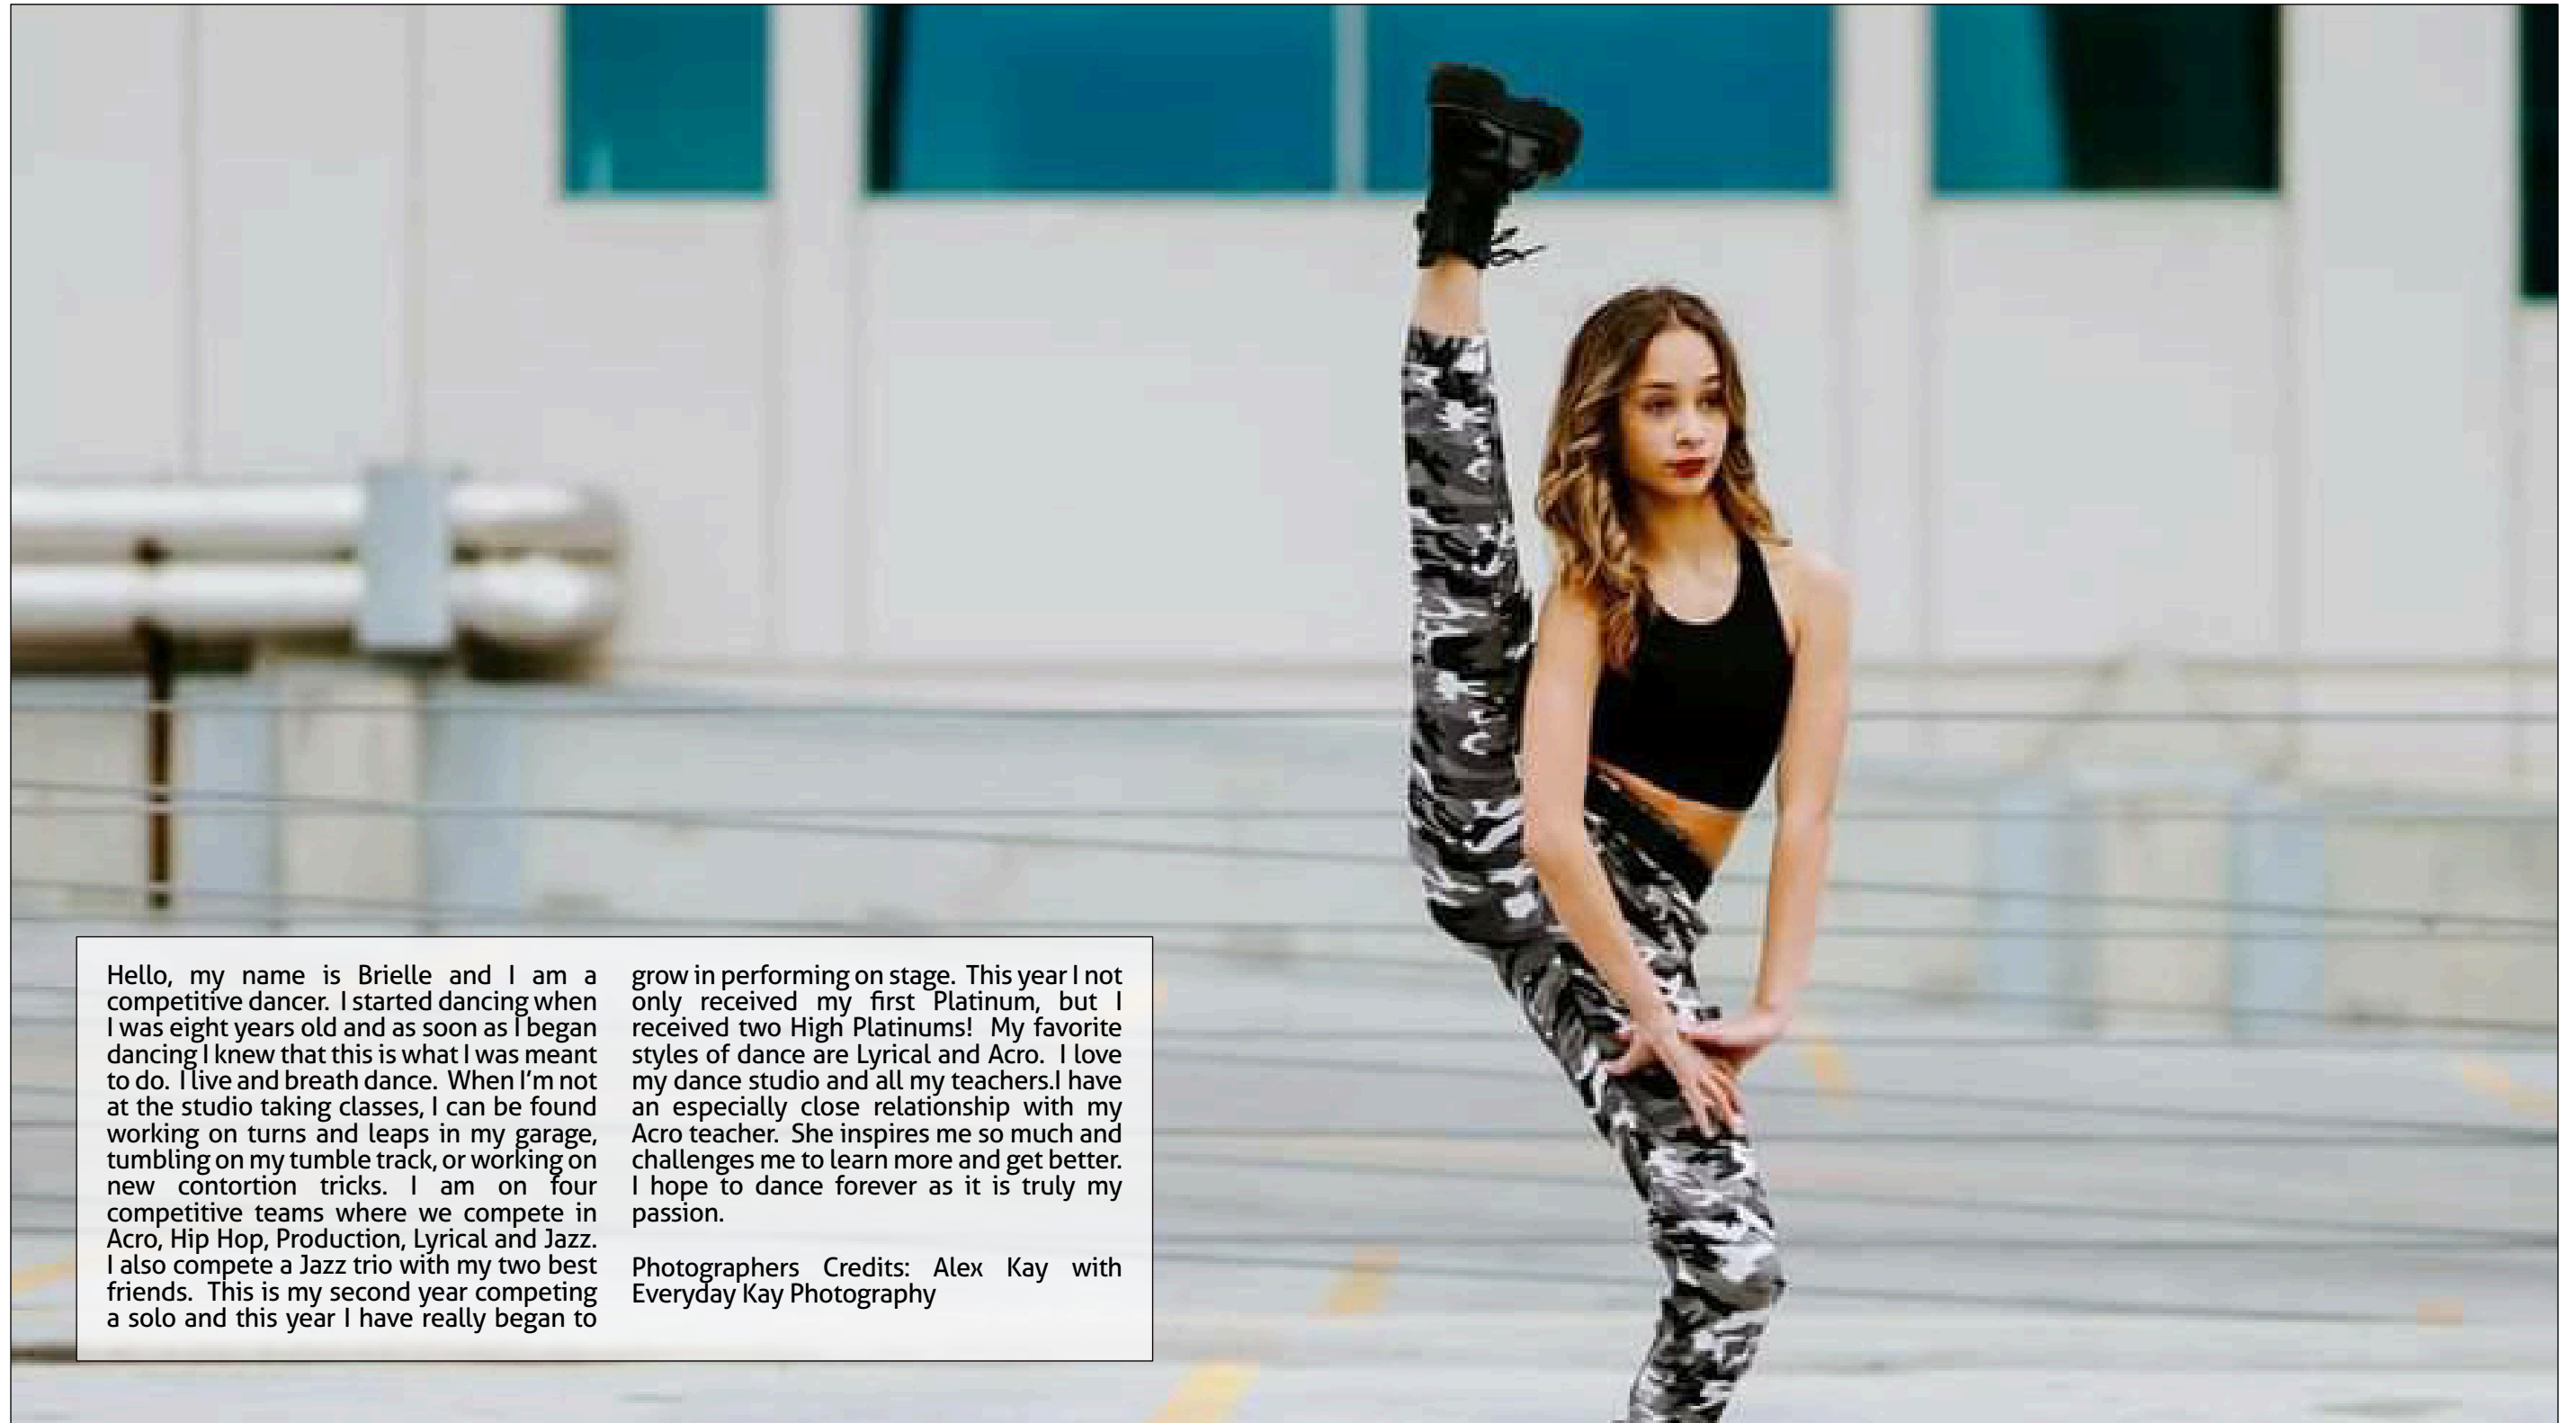 Hello, my name is Brielle and I am a
competitive dancer.  I started dancing when
I was eight years old and as soon as I began
dancing I knew that this is what I was meant
to do.  I live and breath dance.  When I'm not
at the studio taking classes, I can be found
working on turns and leaps in my garage,
tumbling on my tumble track, or working on
new contortion tricks. I am on four
competitive teams where we compete in
Acro, Hip Hop, Production, Lyrical and Jazz.
I also compete a Jazz trio with my two best
friends.  This is my second year competing
a solo and this year I have really began to
grow in performing on stage.  This year I not
only received my first Platinum, but I
received two High Platinums!  My favorite
styles of dance are Lyrical and Acro.  I love
my dance studio and all my teachers.I have
an especially close relationship with my
Acro teacher.  She inspires me so much and
challenges me to learn more and get better.
I hope to dance forever as it is truly my
passion.
Photographers Credits: Alex Kay with
Everyday Kay Photography